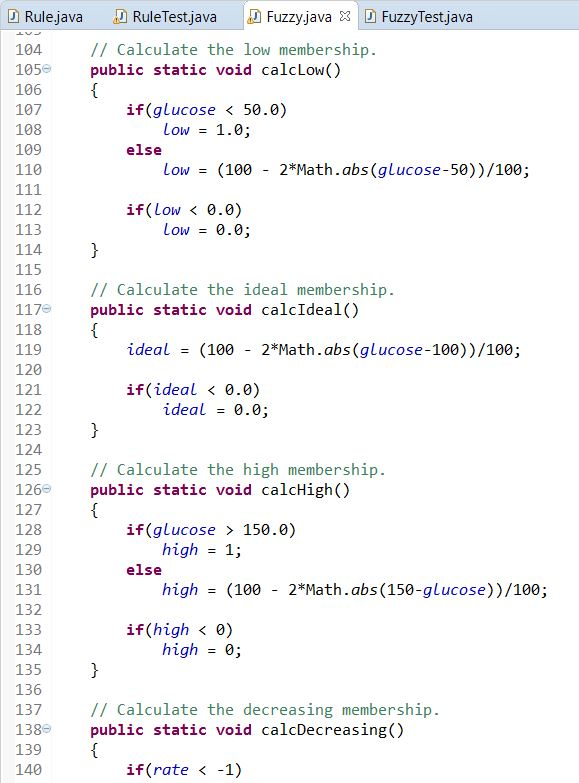 Rule.java RuleTest.java Fuzzy.java FuzzyTest.java
104 // Calculate the low membership.
105 public static void calcLow()
106 {
107 if(glucose < 50.0)
108 low = 1.0;
109 else
110 low = (100 - 2*Math.abs(glucose-50))/100;
111
112 if(low < 0.0)
113 low = 0.0;
114 }
115
116 // Calculate the ideal membership.
117 public static void calcIdeal()
118 {
119 ideal = (100 - 2*Math.abs(glucose-100))/100;
120
121 if(ideal < 0.0)
122 ideal = 0.0;
123 }
124
125 // Calculate the high membership.
126 public static void calcHigh()
127 {
128 if(glucose > 150.0)
129 high = 1;
130 else
131 high = (100 - 2*Math.abs(150-glucose))/100;
132
133 if(high < 0)
134 high = 0;
135 }
136
137 // Calculate the decreasing membership.
138 public static void calcDecreasing()
139 {
140 if(rate < -1)